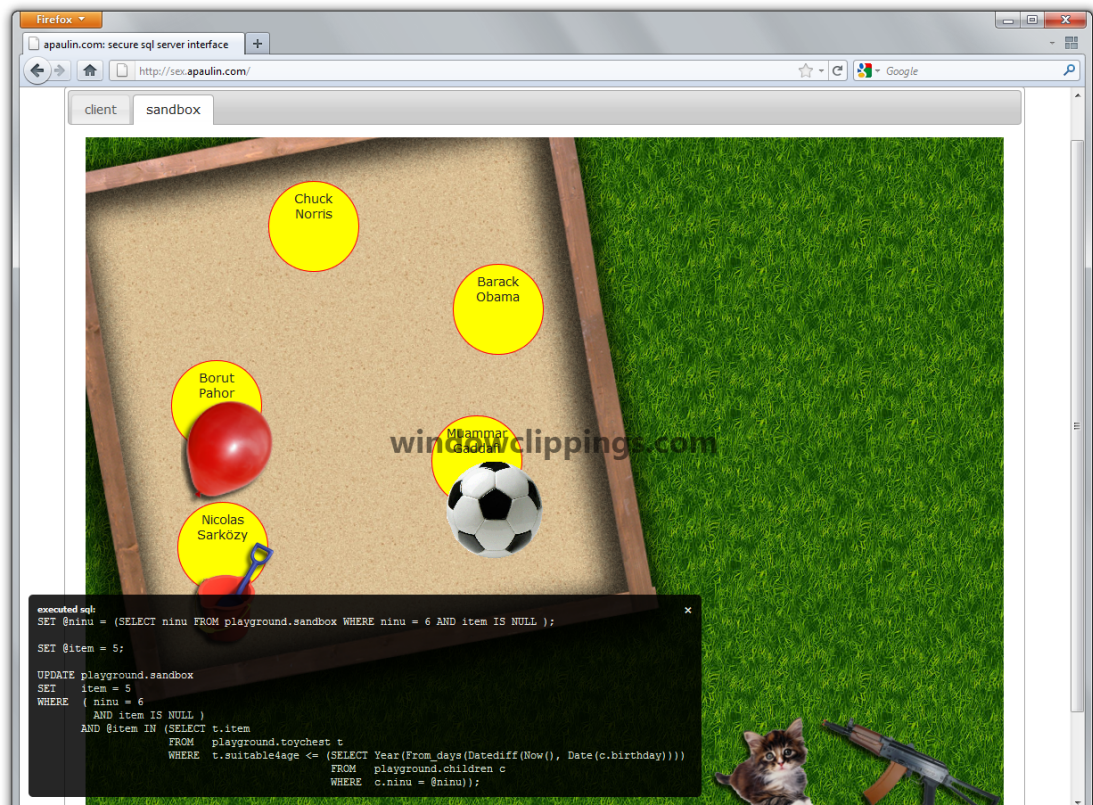 Firefox
apaulin.com: secure sql server interface
http://sex.apaulin.com/
Google
client
sandbox
Chuck
Norris
Barack
Obama
Borut
Pahor
Muammar
Gaddafi
windowclippings.com
Nicolas
Sarközy
executed sql:
SET @ninu = (SELECT ninu FROM playground.sandbox WHERE ninu = 6 AND item IS NULL );
SET @item = 5;
UPDATE playground.sandbox
SET item = 5
WHERE ( ninu = 6
AND item IS NULL )
AND @item IN (SELECT t.item
FROM playground.toychest t
WHERE t.suitable4age <= (SELECT Year(From_days(Datediff(Now(), Date(c.birthday))))
FROM playground.children c
WHERE c.ninu = @ninu));